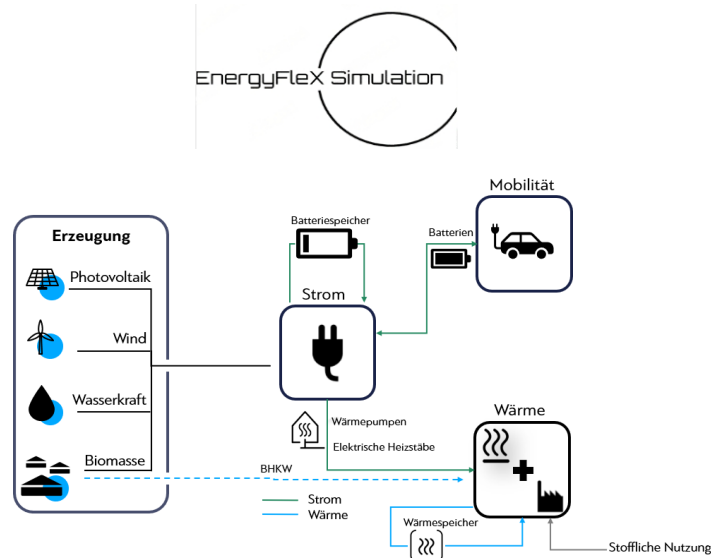 EnergyFleX Simulation
Mobilität
Batteriespeicher
Batterien
Erzeugung
Photovoltaik
Strom
Wind
Wasserkraft
Wärme
Wärmepumpen
Elektrische Heizstäbe
Biomasse
BHKW
Strom
Wärme
Wärmespeicher
Stoffliche Nutzung